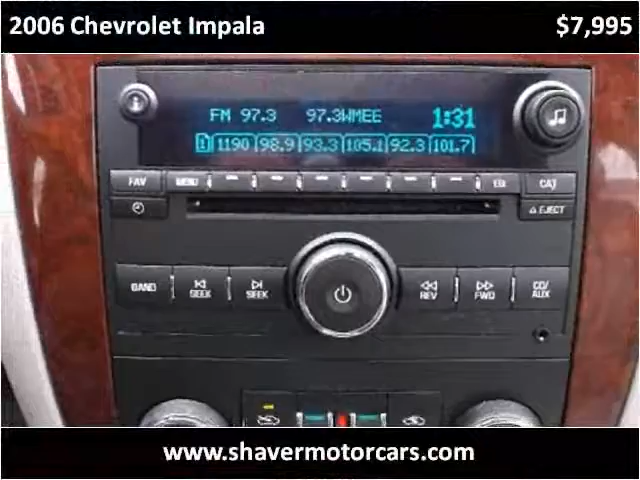 2006 Chevrolet Impala $7,995
FM 97.3 97.3WMEE 1:31
1 1190 98.9 93.3 105.1 92.3 101.7
FAV MENU EQ CAT
EJECT
BAND SEEK SEEK REV FWD CD/
AUX
www.shavermotorcars.com